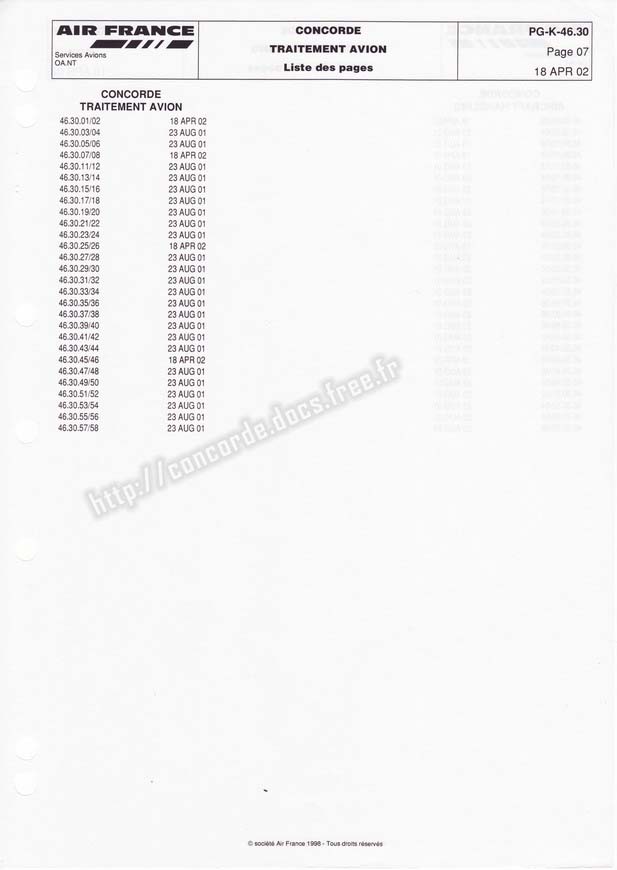 AIR FRANCE
Services Avions
OA.NT
CONCORDE
TRAITEMENT AVION
Liste des pages
PG-K-46.30
Page 07
18 APR 02
CONCORDE
TRAITEMENT AVION
46.30.01/02 18 APR 02
46.30.03/04 23 AUG 01
46.30.05/06 23 AUG 01
46.30.07/08 18 APR 02
46.30.11/12 23 AUG 01
46.30.13/14 23 AUG 01
46.30.15/16 23 AUG 01
46.30.17/18 23 AUG 01
46.30.19/20 23 AUG 01
46.30.21/22 23 AUG 01
46.30.23/24 23 AUG 01
46.30.25/26 18 APR 02
46.30.27/28 23 AUG 01
46.30.29/30 23 AUG 01
46.30.31/32 23 AUG 01
46.30.33/34 23 AUG 01
46.30.35/36 23 AUG 01
46.30.37/38 23 AUG 01
46.30.39/40 23 AUG 01
46.30.41/42 23 AUG 01
46.30.43/44 23 AUG 01
46.30.45/46 18 APR 02
46.30.47/48 23 AUG 01
46.30.49/50 23 AUG 01
46.30.51/52 23 AUG 01
46.30.53/54 23 AUG 01
46.30.55/56 23 AUG 01
46.30.57/58 23 AUG 01
http://concorde.docs.free.fr
© société Air France 1998 - Tous droits réservés